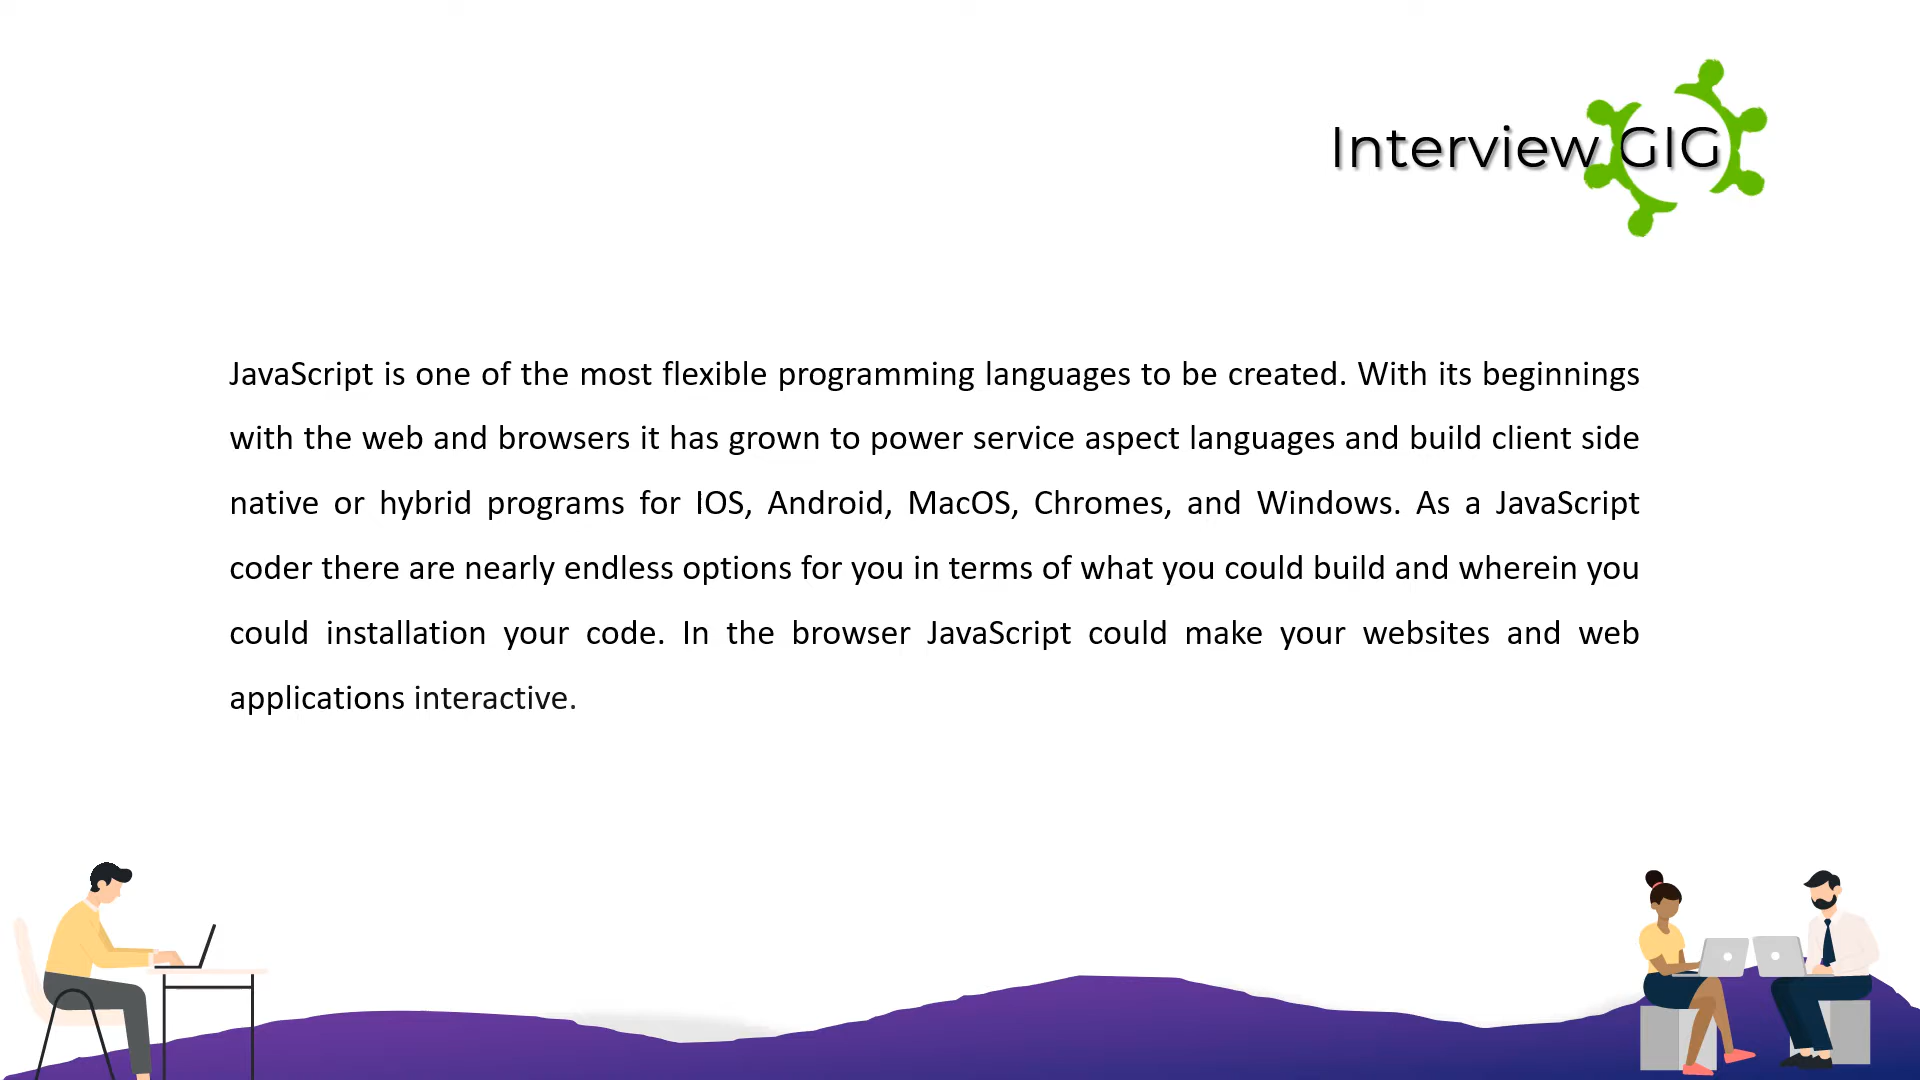 Interview GIG
JavaScript is one of the most flexible programming languages to be created. With its beginnings
with the web and browsers it has grown to power service aspect languages and build client side
native or hybrid programs for IOS, Android, MacOS, Chromes, and Windows. As a JavaScript
coder there are nearly endless options for you in terms of what you could build and wherein you
could installation your code. In the browser JavaScript could make your websites and web
applications interactive.